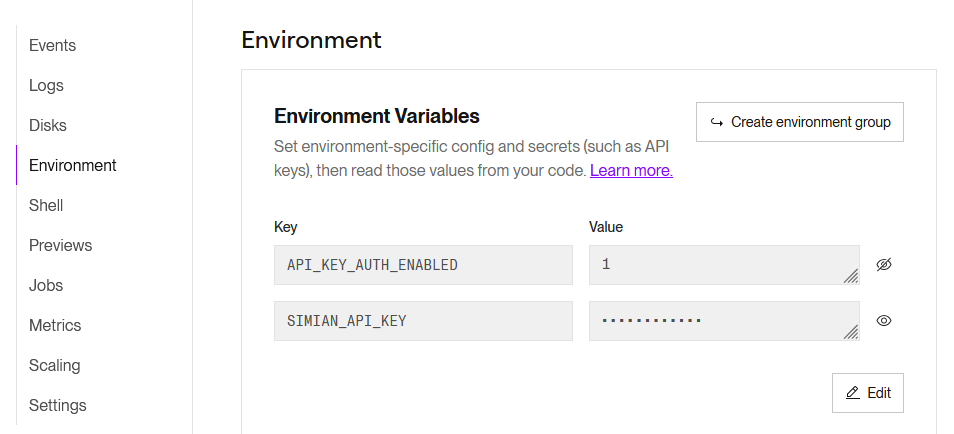 Events
Logs
Disks
Environment
Shell
Previews
Jobs
Metrics
Scaling
Settings
Environment
Environment Variables
Set environment-specific config and secrets (such as API
keys), then read those values from your code. Learn more.
Create environment group
Key Value
API_KEY_AUTH_ENABLED 1
SIMIAN_API_KEY ············
Edit